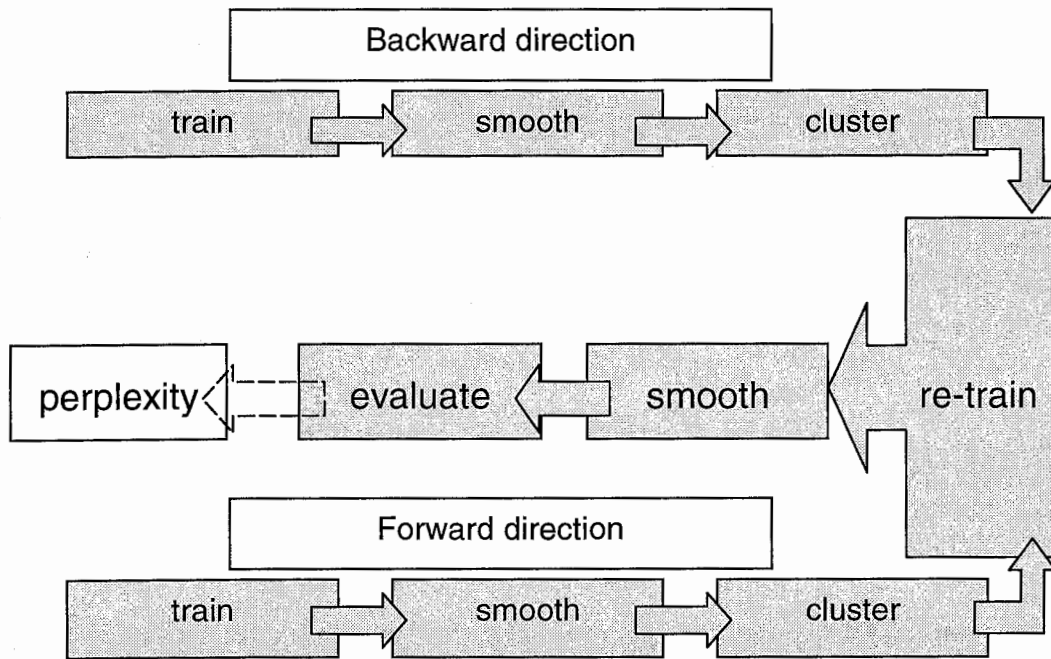 Backward direction
train
smooth
cluster
perplexity
evaluate
smooth
re-train
Forward direction
train
smooth
cluster